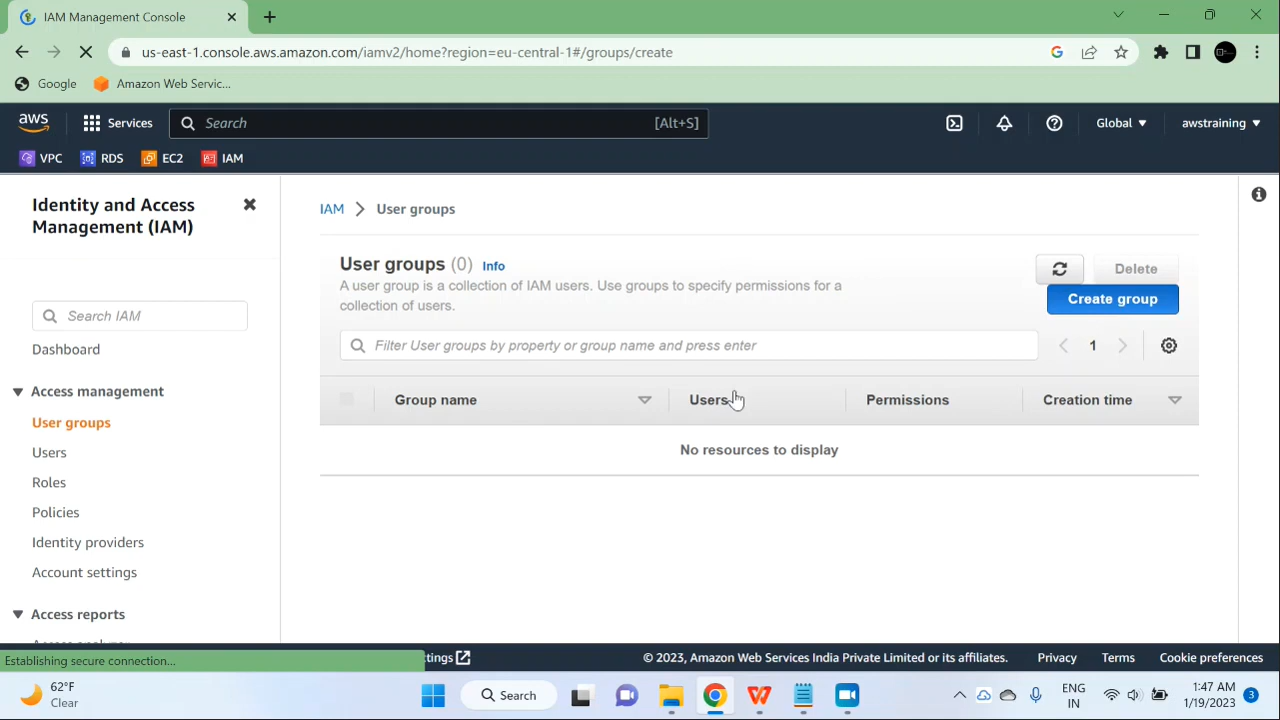 IAM Management Console
us-east-1.console.aws.amazon.com/iamv2/home?region=eu-central-1#/groups/create
Google
Amazon Web Servic...
aws
Services
Search
[Alt+S]
Global
awstraining
VPC
RDS
EC2
IAM
Identity and Access
Management (IAM)
Search IAM
Dashboard
Access management
User groups
Users
Roles
Policies
Identity providers
Account settings
Access reports
IAM
User groups
User groups (0) Info
A user group is a collection of IAM users. Use groups to specify permissions for a
collection of users.
Delete
Create group
Filter User groups by property or group name and press enter
1
Group name
Users
Permissions
Creation time
No resources to display
Establishing secure connection...
© 2023, Amazon Web Services India Private Limited or its affiliates.
Privacy
Terms
Cookie preferences
62°F
Clear
Search
ENG
IN
1:47 AM
1/19/2023
3